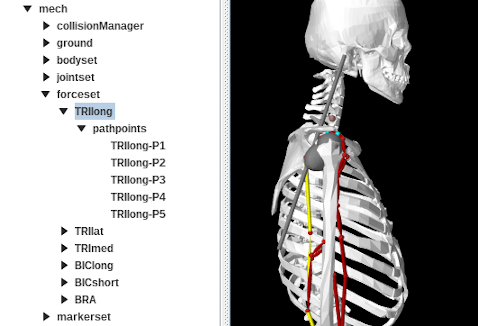 mech
collisionManager
ground
bodyset
jointset
forceset
TRIlong
pathpoints
TRIlong-P1
TRIlong-P2
TRIlong-P3
TRIlong-P4
TRIlong-P5
TRIlat
TRImed
BIClong
BICshort
BRA
markerset